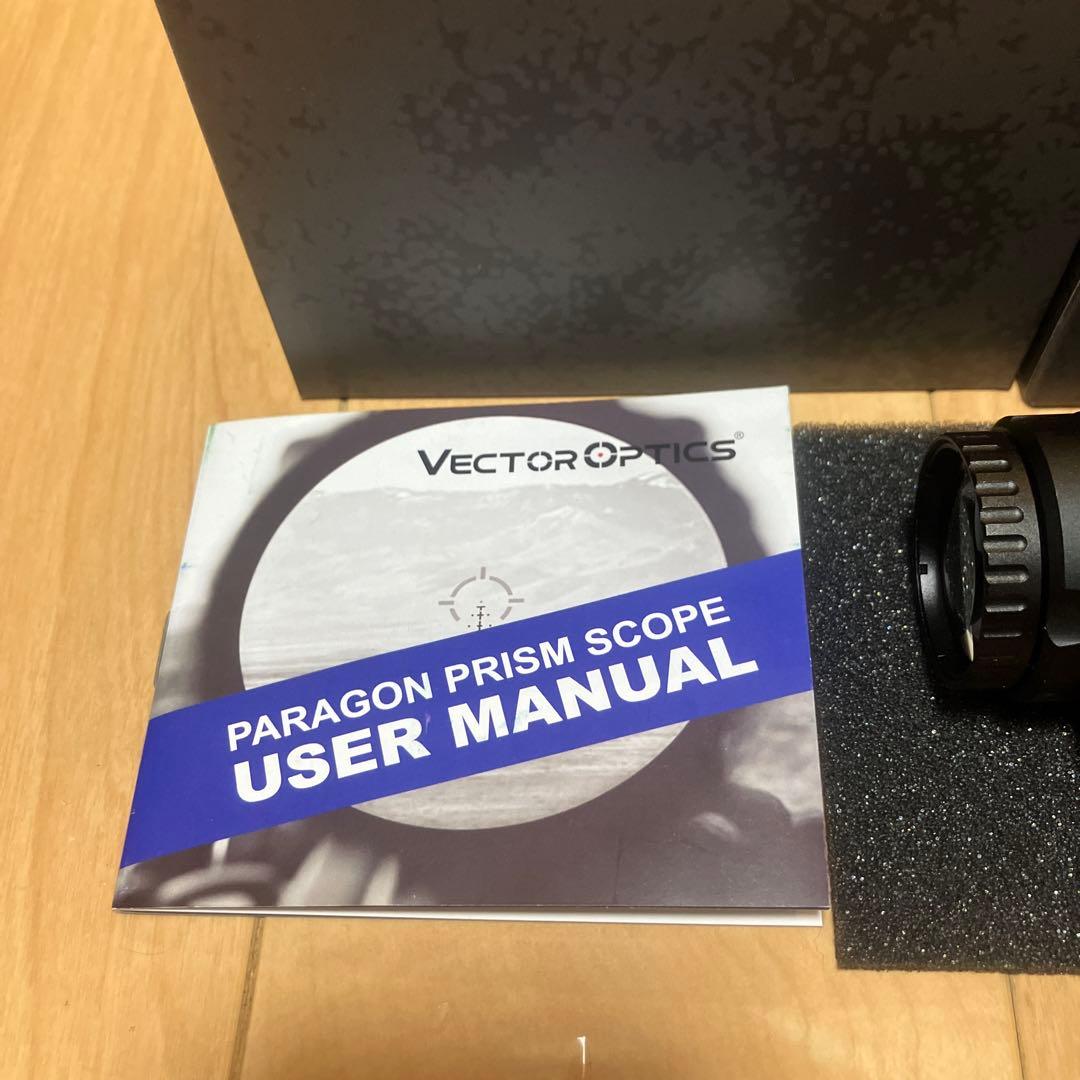 VECTOR OPTICS®
PARAGON PRISM SCOPE
USER MANUAL